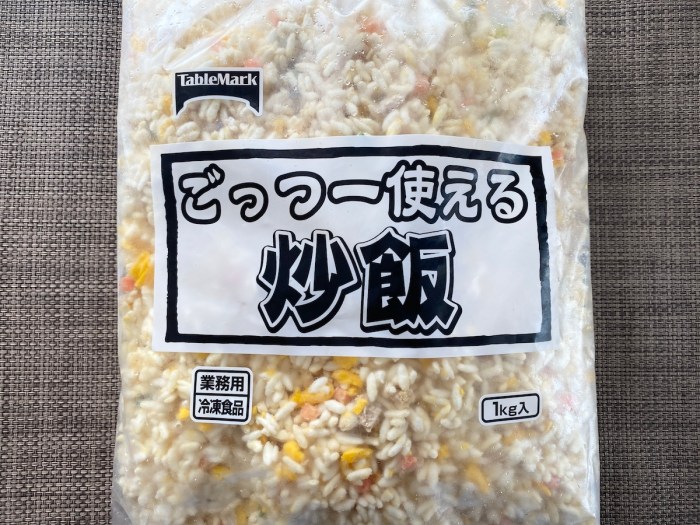 TableMark
ごっつ一使える
炒飯
業務用
冷凍食品
1kg入